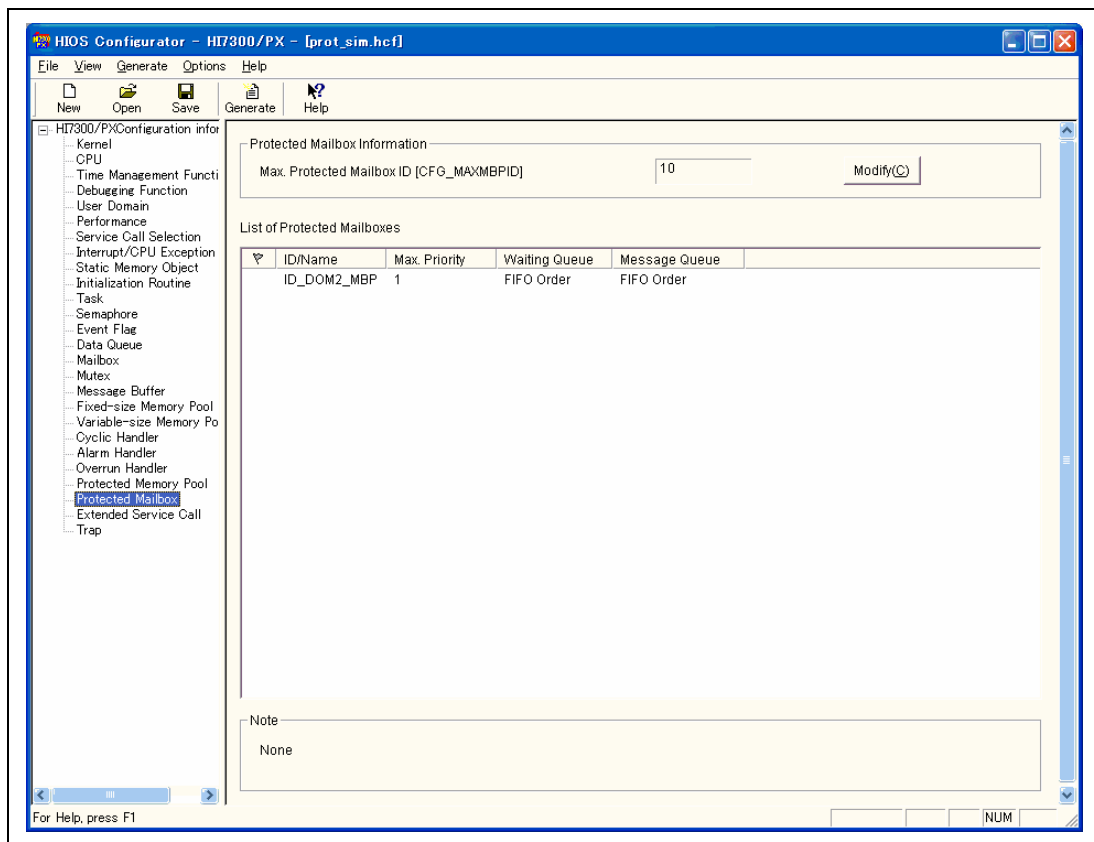 HIOS Configurator - HI7300/PX - [prot_sim.hcf]
File View Generate Options Help
New Open Save Generate Help
HI7300/PXConfiguration infor
Kernel
CPU
Time Management Functi
Debugging Function
User Domain
Performance
Service Call Selection
Interrupt/CPU Exception
Static Memory Object
Initialization Routine
Task
Semaphore
Event Flag
Data Queue
Mailbox
Mutex
Message Buffer
Fixed-size Memory Pool
Variable-size Memory Po
Cyclic Handler
Alarm Handler
Overrun Handler
Protected Memory Pool
Protected Mailbox
Extended Service Call
Trap
Protected Mailbox Information
Max. Protected Mailbox ID [CFG_MAXMBPID] 10 Modify(C)
List of Protected Mailboxes
ID/Name Max. Priority Waiting Queue Message Queue
ID_DOM2_MBP 1 FIFO Order FIFO Order
Note
None
For Help, press F1 NUM